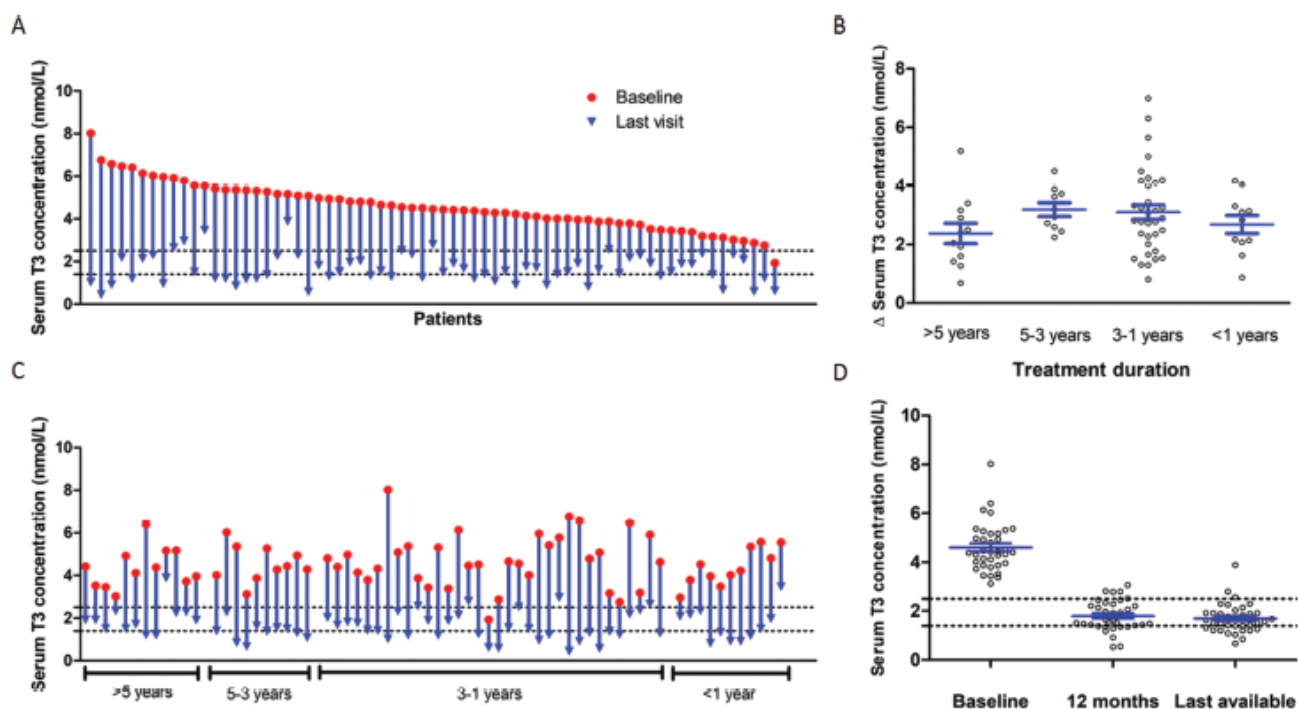 A
Serum T3 concentration (nmol/L)
10
8
6
4
2
0
Baseline
Last visit
Patients
B
Δ Serum T3 concentration (nmol/L)
8
6
4
2
0
>5 years
5-3 years
3-1 years
<1 years
Treatment duration
C
Serum T3 concentration (nmol/L)
10
8
6
4
2
0
>5 years
5-3 years
3-1 years
<1 year
D
Serum T3 concentration (nmol/L)
10
8
6
4
2
0
Baseline
12 months
Last available